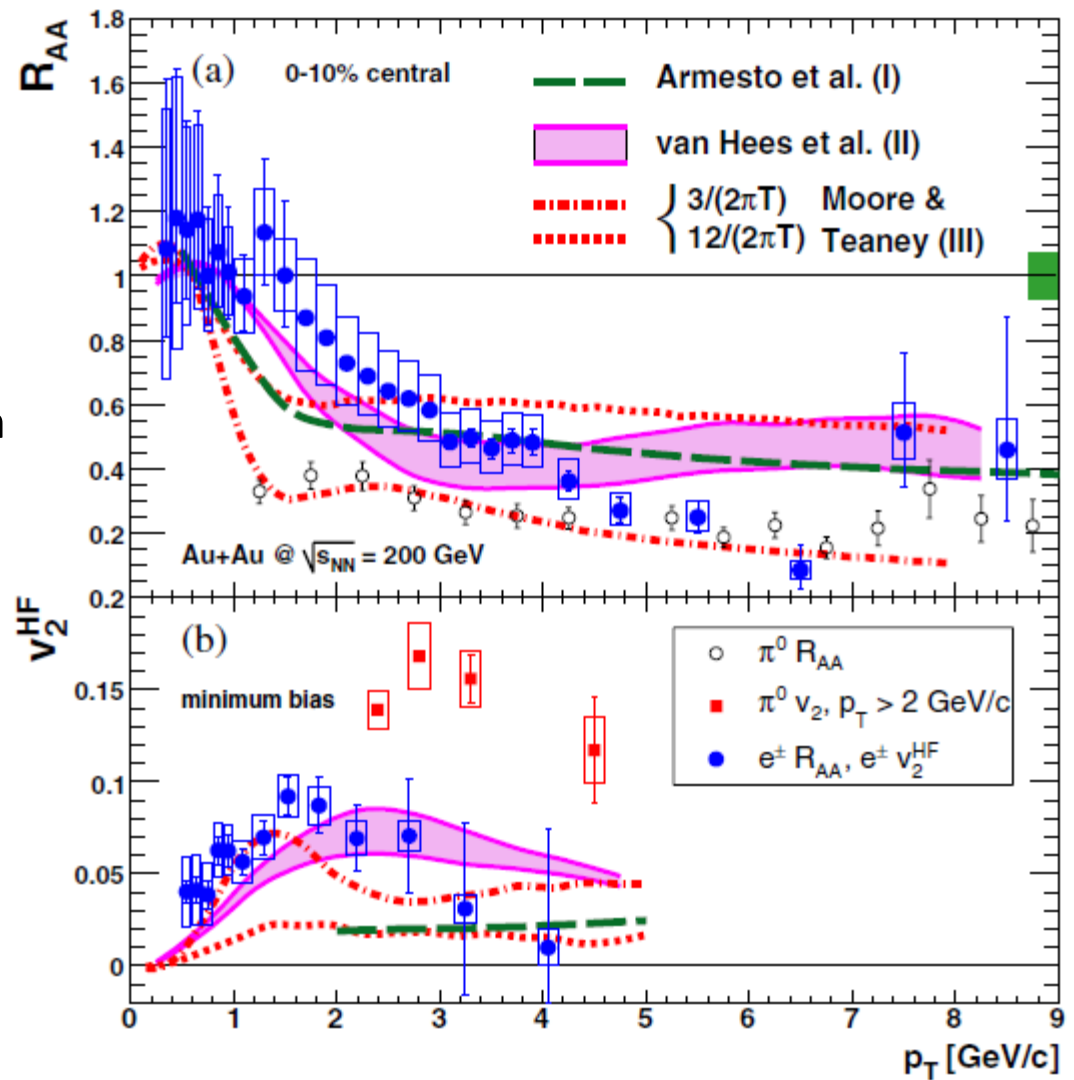 R_AA
1.8
1.6
1.4
1.2
1
0.8
0.6
0.4
0.2
(a)
0-10% central
Armesto et al. (I)
van Hees et al. (II)
3/(2πT) Moore &
12/(2πT) Teaney (III)
Au+Au @ √s_NN = 200 GeV
v_2^HF
0.2
0.15
0.1
0.05
0
(b)
minimum bias
π⁰ R_AA
π⁰ v_2, p_T > 2 GeV/c
e± R_AA, e± v_2^HF
0 1 2 3 4 5 6 7 8 9
p_T [GeV/c]